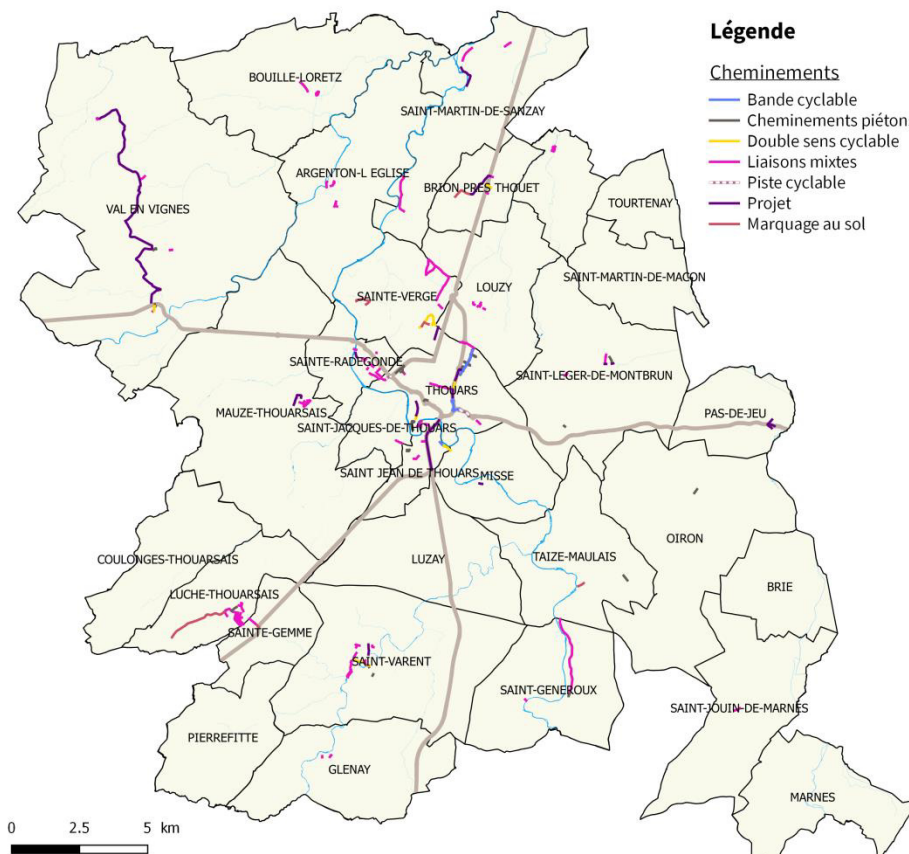 Légende
Cheminements
Bande cyclable
Cheminements piéton
Double sens cyclable
Liaisons mixtes
Piste cyclable
Projet
Marquage au sol
BOUILLE-LORETZ
SAINT-MARTIN-DE-SANZAY
ARGENTON-L EGLISE
BRION PRES THOUET
VAL EN VIGNES
TOURTENAY
SAINT-MARTIN-DE-MACON
SAINTE-VERGE
LOUZY
SAINTE-RADEGONDE
THOUARS
SAINT-LEGER-DE-MONTBRUN
MAUZE-THOUARSAIS
PAS-DE-JEU
SAINT-JACQUES-DE-THOUARS
SAINT JEAN DE THOUARS
MISSE
OIRON
COULONGES-THOUARSAIS
LUZAY
TAIZE-MAULAIS
BRIE
LUCHE-THOUARSAIS
SAINTE-GEMME
SAINT-VARENT
SAINT-GENEROUX
SAINT-JOUIN-DE-MARNES
PIERREFITTE
GLENAY
MARNES
0 2.5 5 km